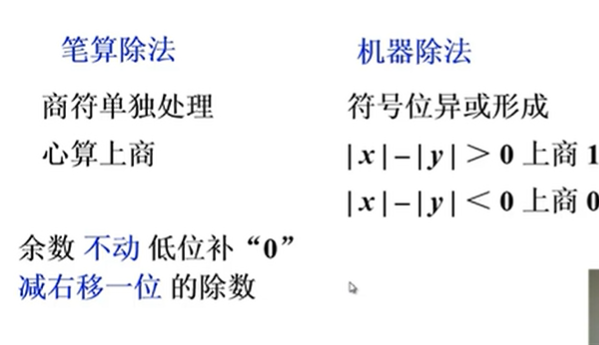 笔算除法
机器除法
商符单独处理
符号位异或形成
心算上商
|x|–|y| > 0 上商 1
|x|–|y| < 0 上商 0
余数 不动 低位补“0”
减右移一位 的除数